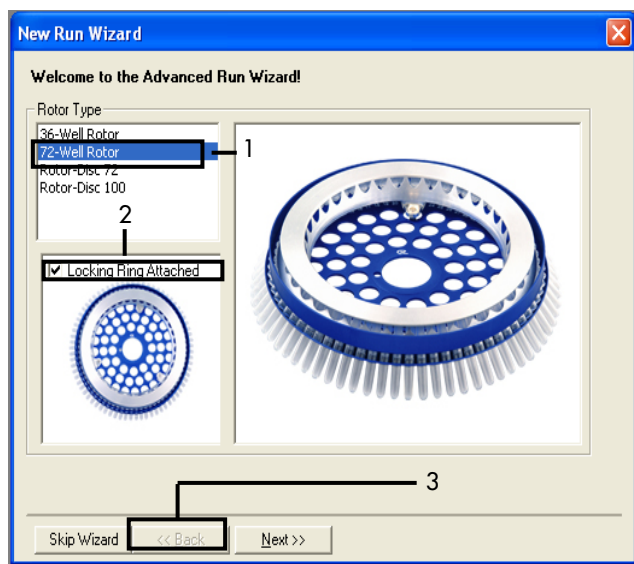 New Run Wizard
Welcome to the Advanced Run Wizard!
Rotor Type
36-Well Rotor
72-Well Rotor
Rotor-Disc 72
Rotor-Disc 100
1
2
Locking Ring Attached
3
Skip Wizard
<< Back
Next >>